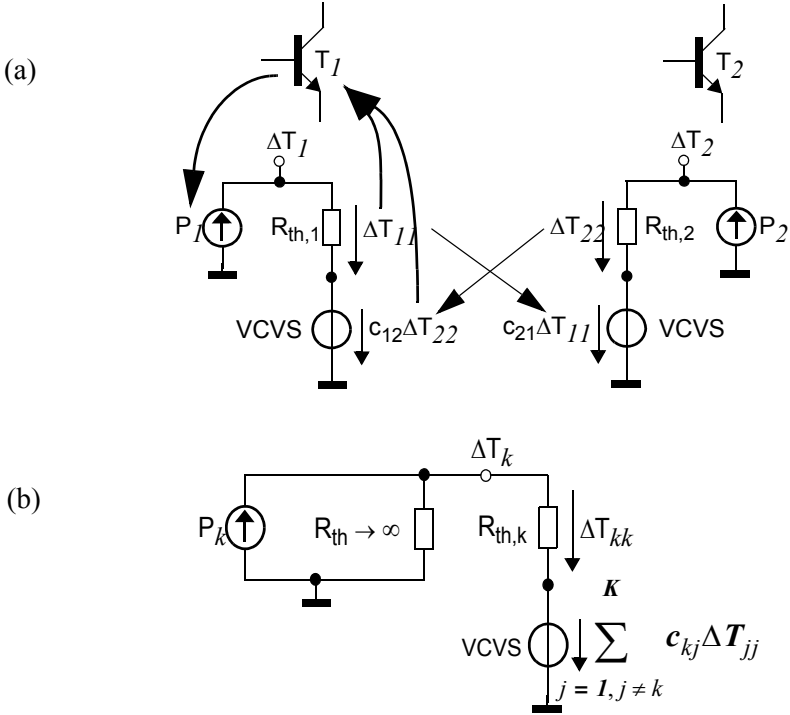 (a)
T1
T2
ΔT1
ΔT2
P1
Rth,1
ΔT11
ΔT22
Rth,2
P2
VCVS
c12ΔT22
c21ΔT11
VCVS
(b)
ΔTk
Pk
Rth → ∞
Rth,k
ΔTkk
K
VCVS
∑ ckjΔTjj
j = 1, j ≠ k